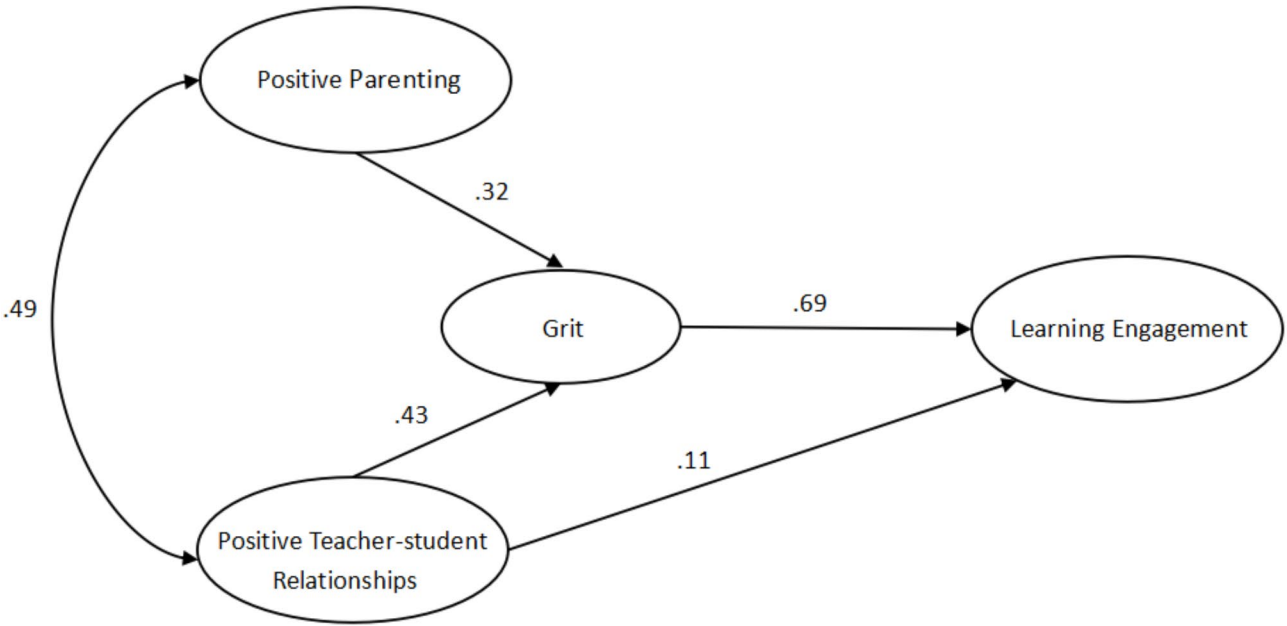 Positive Parenting
.32
.49
Grit
.69
Learning Engagement
.43
.11
Positive Teacher-student
Relationships